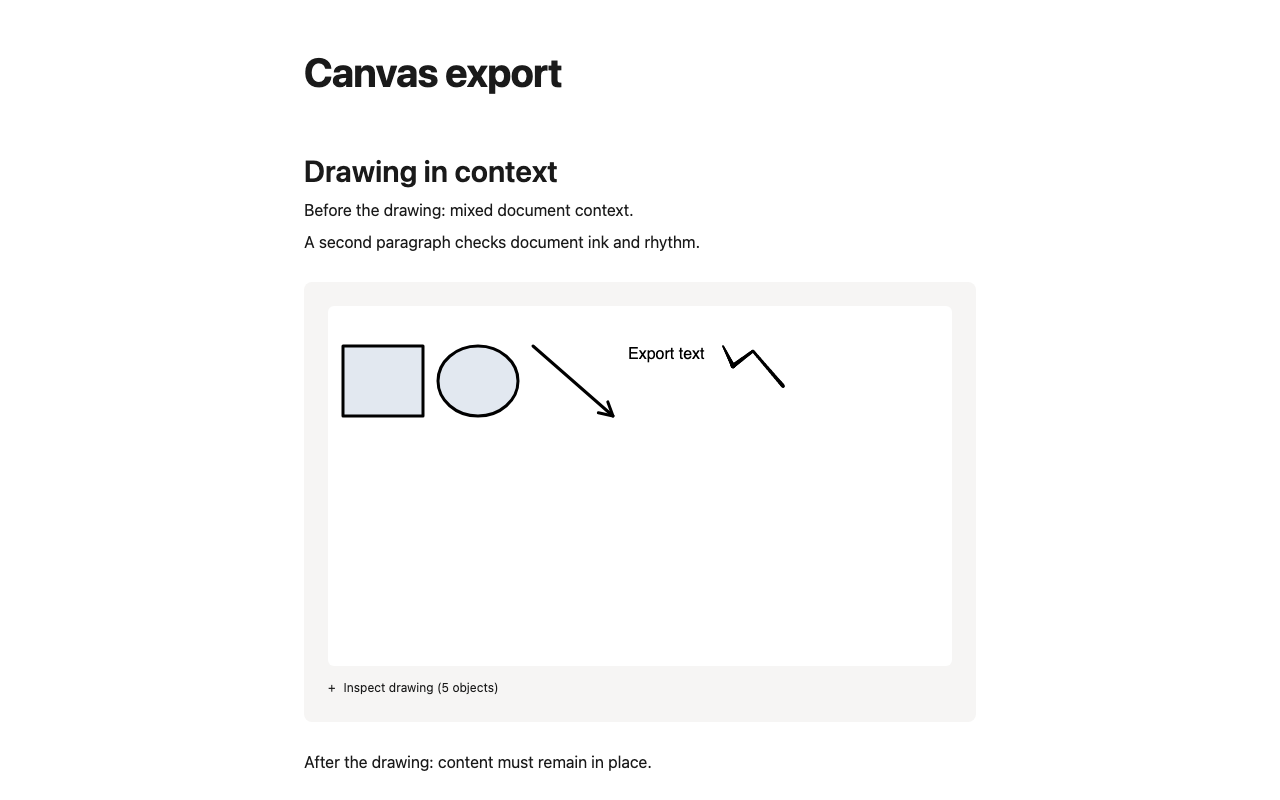 Canvas export
Drawing in context
Before the drawing: mixed document context.
A second paragraph checks document ink and rhythm.
Export text
+ Inspect drawing (5 objects)
After the drawing: content must remain in place.